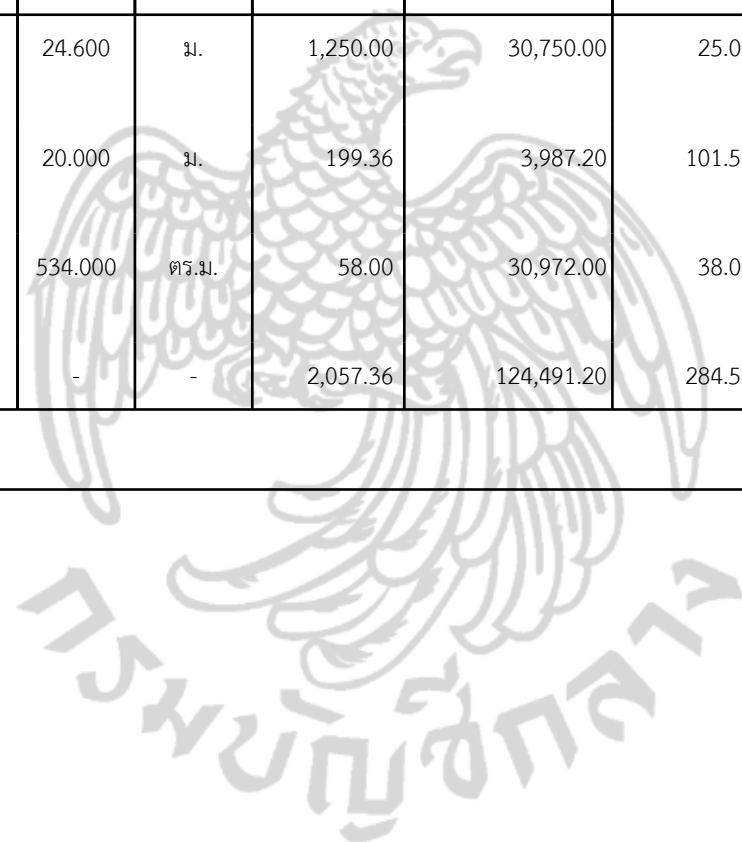 24.600 ม. 1,250.00 30,750.00 25.0
20.000 ม. 199.36 3,987.20 101.5
534.000 ตร.ม. 58.00 30,972.00 38.0
- - 2,057.36 124,491.20 284.5
กรมบัญชีกลาง